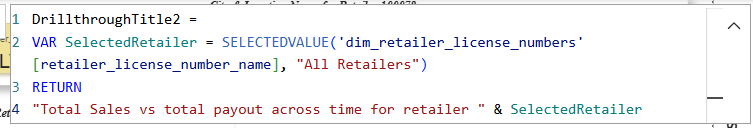 1 DrillthroughTitle2 =
2 VAR SelectedRetailer = SELECTEDVALUE('dim_retailer_license_numbers'
[retailer_license_number_name], "All Retailers")
3 RETURN
4 "Total Sales vs total payout across time for retailer " & SelectedRetailer